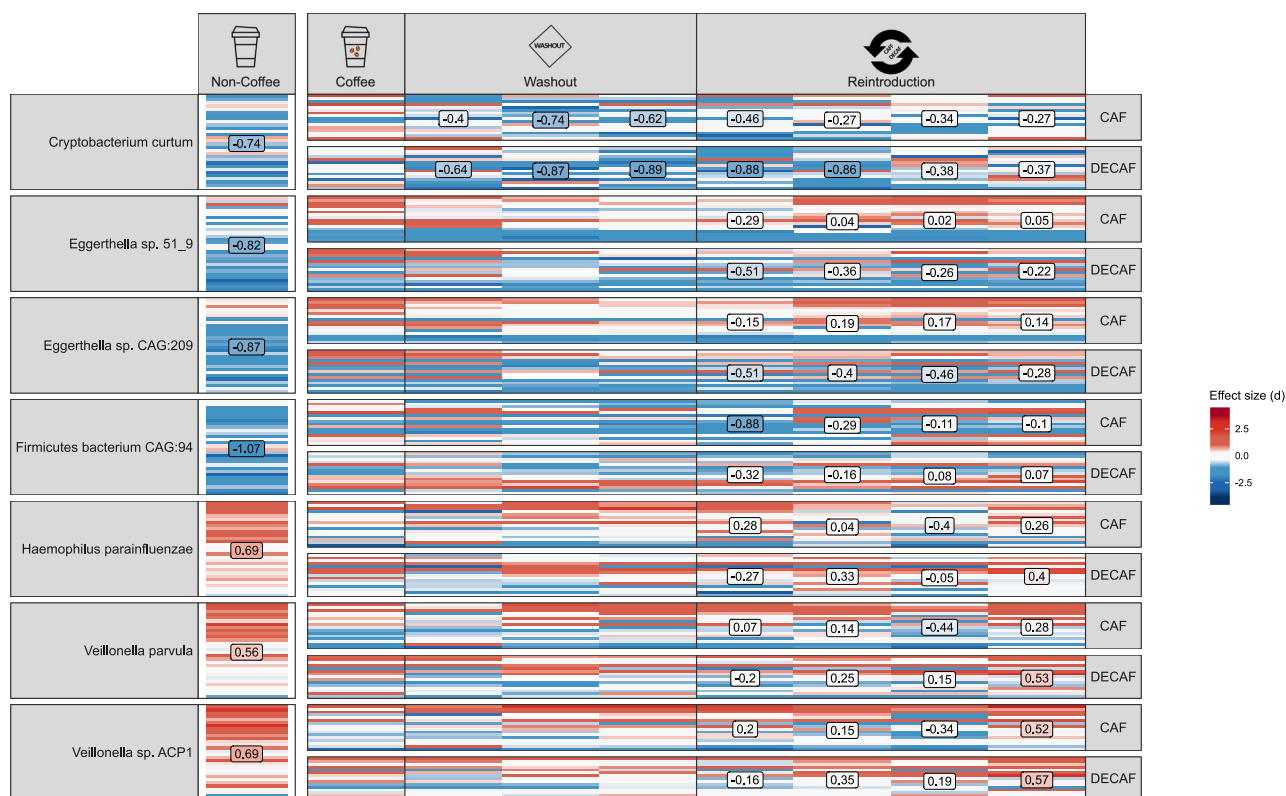 WASHOUT
CAFF
DECAF
Non-Coffee
Coffee
Washout
Reintroduction
Cryptobacterium curtum
-0.74
-0.4
-0.74
-0.62
-0.46
-0.27
-0.34
-0.27
CAF
-0.64
-0.87
-0.89
-0.88
-0.86
-0.38
-0.37
DECAF
Eggerthella sp. 51_9
-0.82
-0.29
0.04
0.02
0.05
CAF
-0.51
-0.36
-0.26
-0.22
DECAF
Eggerthella sp. CAG:209
-0.87
-0.15
0.19
0.17
0.14
CAF
-0.51
-0.4
-0.46
-0.28
DECAF
Firmicutes bacterium CAG:94
-1.07
-0.88
-0.29
-0.11
-0.1
CAF
-0.32
-0.16
0.08
0.07
DECAF
Haemophilus parainfluenzae
0.69
0.28
0.04
-0.4
0.26
CAF
-0.27
0.33
-0.05
0.4
DECAF
Veillonella parvula
0.56
0.07
0.14
-0.44
0.28
CAF
-0.2
0.25
0.15
0.53
DECAF
Veillonella sp. ACP1
0.69
0.2
0.15
-0.34
0.52
CAF
-0.16
0.35
0.19
0.57
DECAF
Effect size (d)
2.5
0.0
-2.5